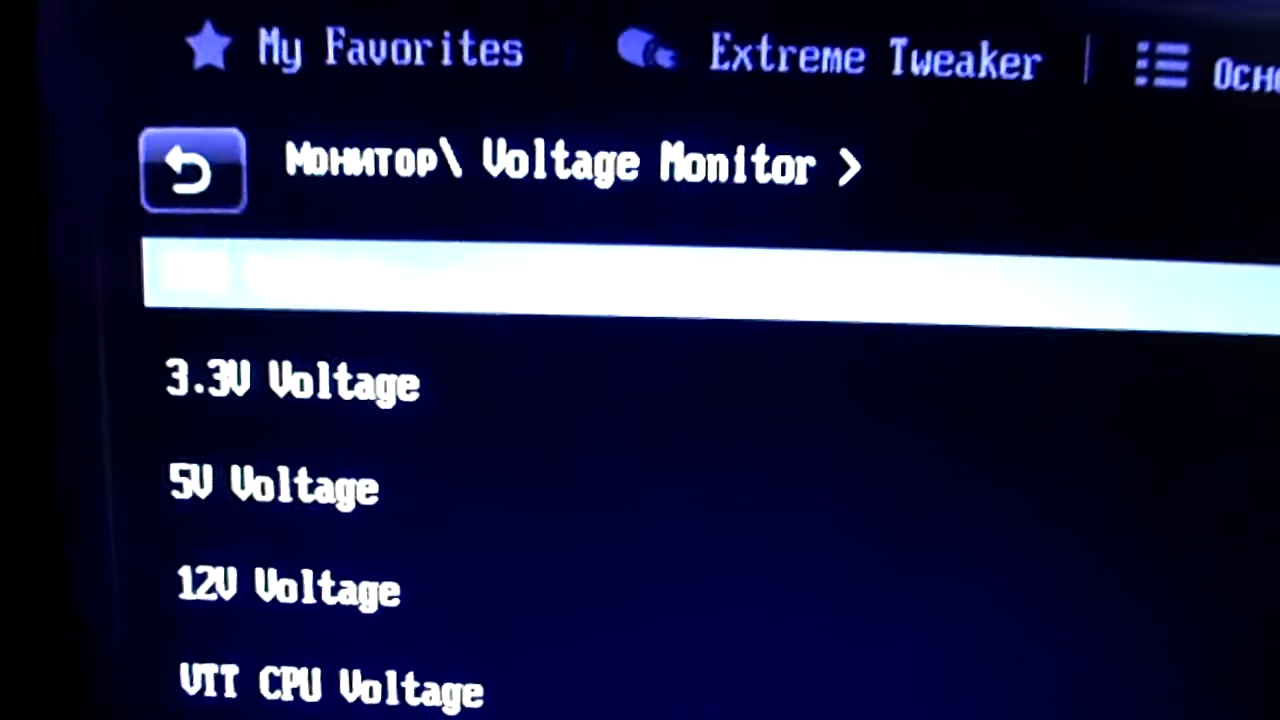 My Favorites Extreme Tweaker
Монитор\ Voltage Monitor >
3.3V Voltage
5V Voltage
12V Voltage
VTT CPU Voltage